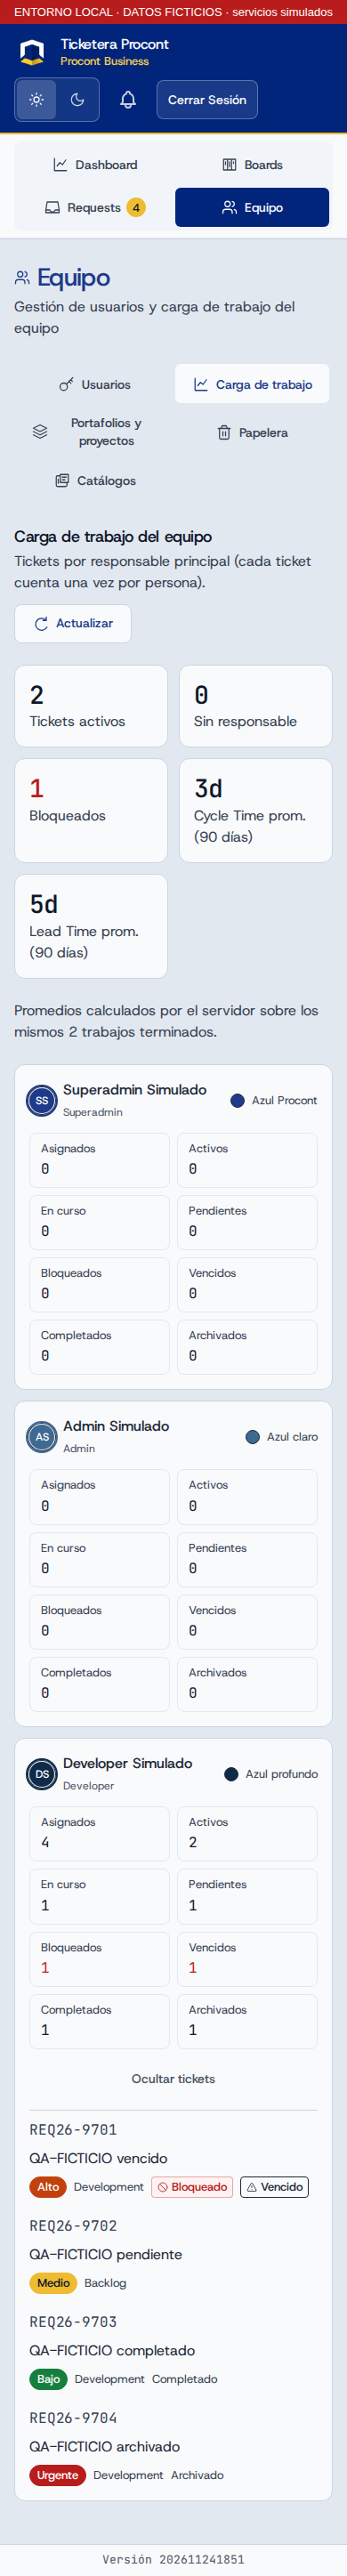 ENTORNO LOCAL · DATOS FICTICIOS · servicios simulados
Ticketera Procont
Procont Business
Cerrar Sesión
Dashboard
Boards
Requests 4
Equipo
Equipo
Gestión de usuarios y carga de trabajo del
equipo
Usuarios
Carga de trabajo
Portafolios y
proyectos
Papelera
Catálogos
Carga de trabajo del equipo
Tickets por responsable principal (cada ticket
cuenta una vez por persona).
Actualizar
2
Tickets activos
0
Sin responsable
1
Bloqueados
3d
Cycle Time prom.
(90 días)
5d
Lead Time prom.
(90 días)
Promedios calculados por el servidor sobre los
mismos 2 trabajos terminados.
SS
Superadmin Simulado
Superadmin
Azul Procont
Asignados
0
Activos
0
En curso
0
Pendientes
0
Bloqueados
0
Vencidos
0
Completados
0
Archivados
0
AS
Admin Simulado
Admin
Azul claro
Asignados
0
Activos
0
En curso
0
Pendientes
0
Bloqueados
0
Vencidos
0
Completados
0
Archivados
0
DS
Developer Simulado
Developer
Azul profundo
Asignados
4
Activos
2
En curso
1
Pendientes
1
Bloqueados
1
Vencidos
1
Completados
1
Archivados
1
Ocultar tickets
REQ26-9701
QA-FICTICIO vencido
Alto Development Bloqueado Vencido
REQ26-9702
QA-FICTICIO pendiente
Medio Backlog
REQ26-9703
QA-FICTICIO completado
Bajo Development Completado
REQ26-9704
QA-FICTICIO archivado
Urgente Development Archivado
Versión 202611241851